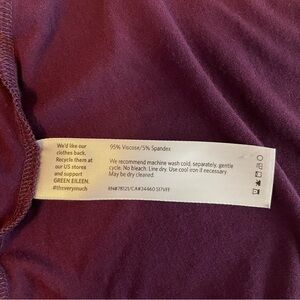 We'd like our
clothes back.
Recycle them at
our US stores
and support
GREEN EILEEN.
#thsverymuch
95% Viscose/5% Spandex
We recommend machine wash cold, separately, gentle
cycle. No bleach. Line dry. Use cool iron if necessary
May be dry cleaned.